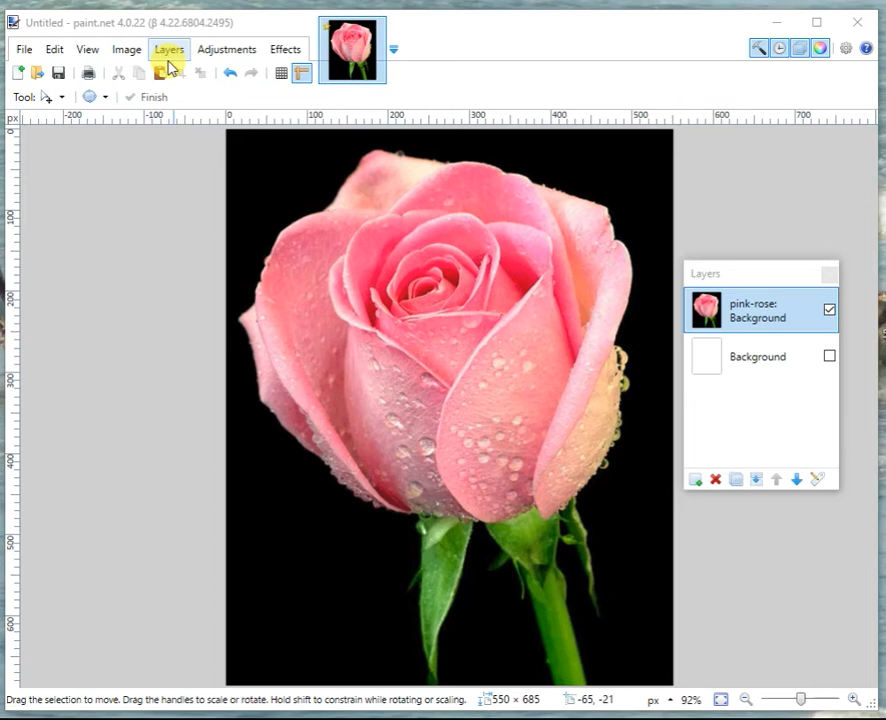 Untitled - paint.net 4.0.22 (β 4.22.6804.2495)
File Edit View Image Layers Adjustments Effects
Tool: Finish
px -200 -100 0 100 200 300 400 500 600 700
0
100
200
300
400
500
600
Layers
pink-rose:
Background
Background
Drag the selection to move. Drag the handles to scale or rotate. Hold shift to constrain while rotating or scaling. 550 × 685 -65, -21 px 92%